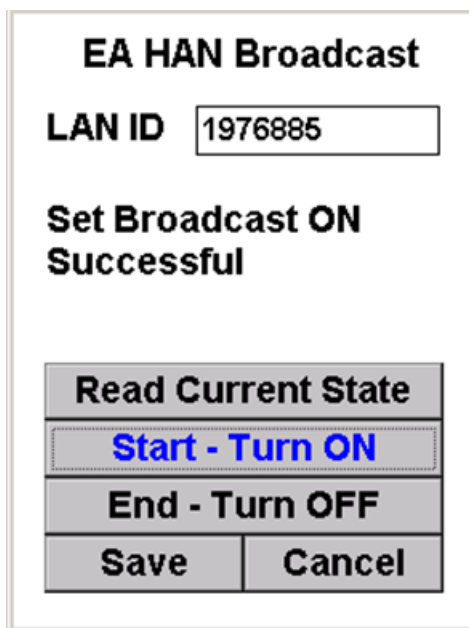 EA HAN Broadcast
LAN ID 1976885
Set Broadcast ON
Successful
Read Current State
Start - Turn ON
End - Turn OFF
Save Cancel